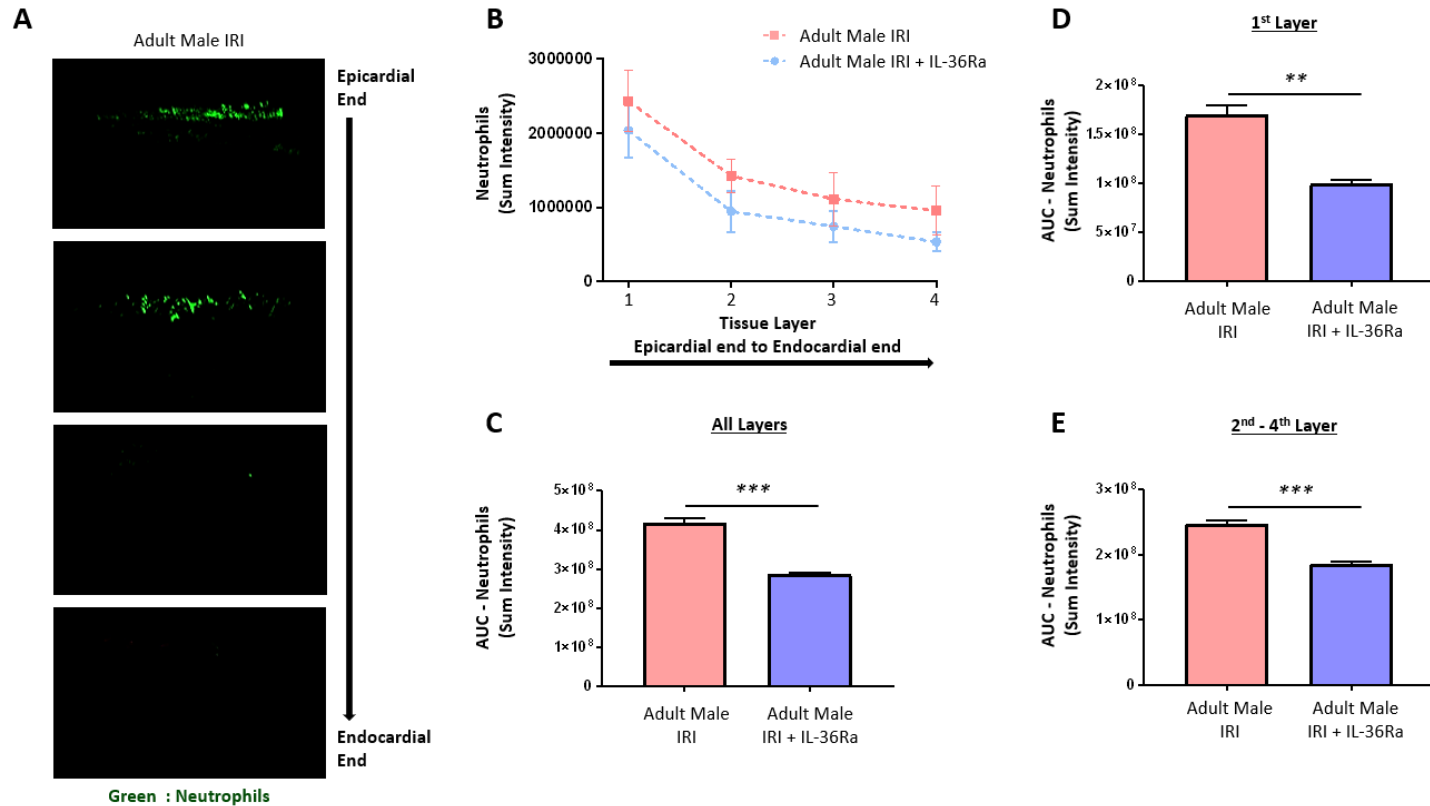 A
Adult Male IRI
Epicardial
End
Endocardial
End
Green : Neutrophils
B
Adult Male IRI
Adult Male IRI + IL-36Ra
Neutrophils
(Sum Intensity)
3000000
2000000
1000000
0
1 2 3 4
Tissue Layer
Epicardial end to Endocardial end
C
All Layers
AUC - Neutrophils
(Sum Intensity)
5×10⁸
4×10⁸
3×10⁸
2×10⁸
1×10⁸
0
***
Adult Male
IRI
Adult Male
IRI + IL-36Ra
D
1st Layer
AUC - Neutrophils
(Sum Intensity)
2×10⁸
1.5×10⁸
1×10⁸
5×10⁷
0
**
Adult Male
IRI
Adult Male
IRI + IL-36Ra
E
2nd - 4th Layer
AUC - Neutrophils
(Sum Intensity)
3×10⁸
2×10⁸
1×10⁸
0
***
Adult Male
IRI
Adult Male
IRI + IL-36Ra